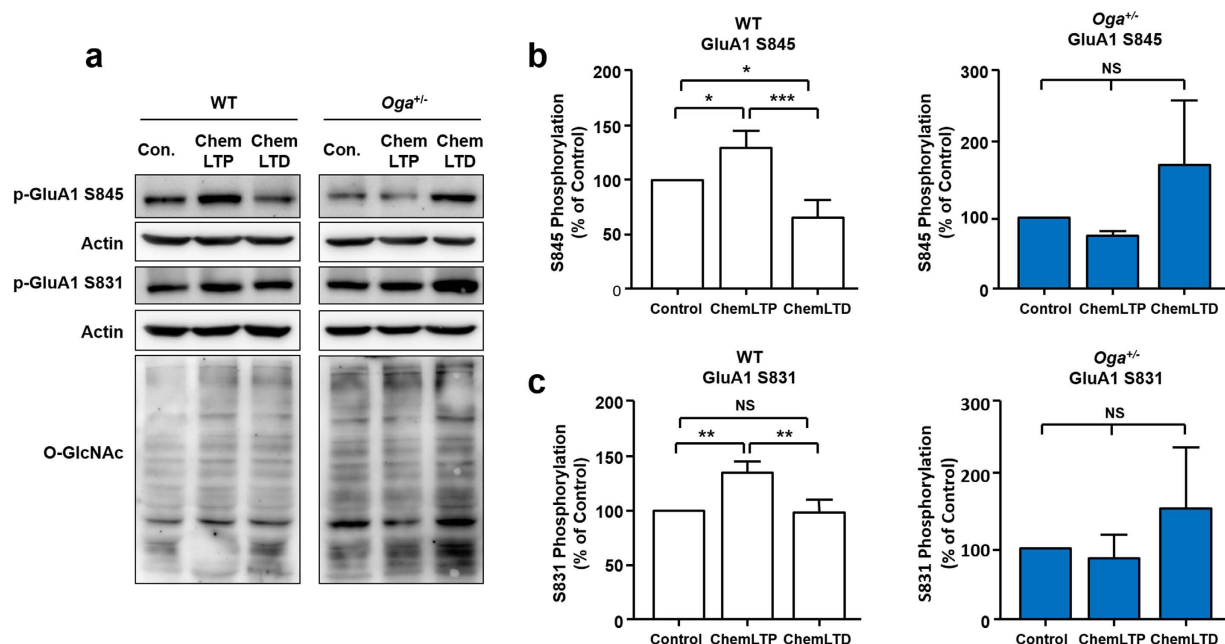 a
WT
Oga+/-
Con.
Chem LTP
Chem LTD
Con.
Chem LTP
Chem LTD
p-GluA1 S845
Actin
p-GluA1 S831
Actin
O-GlcNAc
b
WT
GluA1 S845
S845 Phosphorylation
(% of Control)
200
150
100
50
0
*
*
***
Control
ChemLTP
ChemLTD
Oga+/-
GluA1 S845
S845 Phosphorylation
(% of Control)
300
200
100
0
NS
Control
ChemLTP
ChemLTD
c
WT
GluA1 S831
S831 Phosphorylation
(% of Control)
200
150
100
50
0
NS
**
**
Control
ChemLTP
ChemLTD
Oga+/-
GluA1 S831
S831 Phosphorylation
(% of Control)
300
200
100
0
NS
Control
ChemLTP
ChemLTD